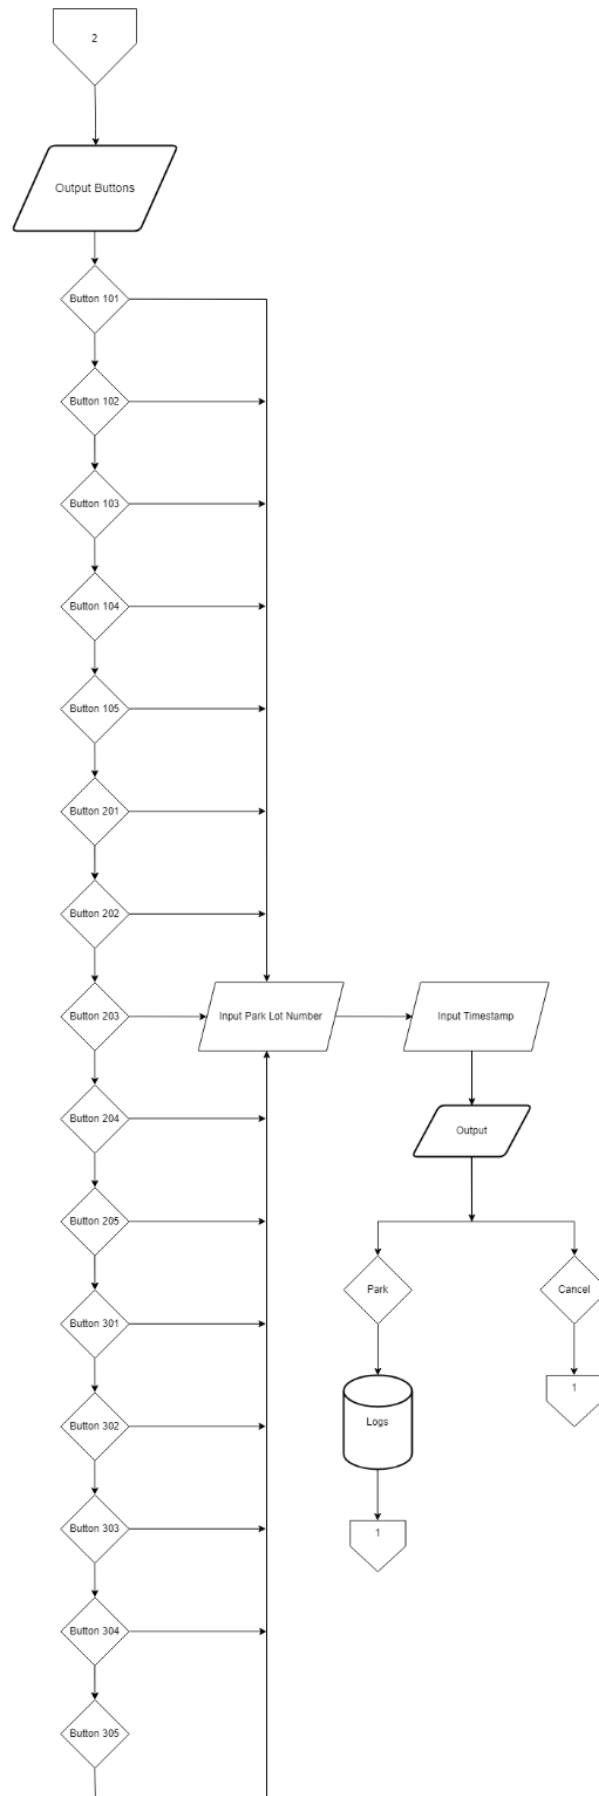 2
Output Buttons
Button 101
Button 102
Button 103
Button 104
Button 105
Button 201
Button 202
Button 203
Input Park Lot Number
Input Timestamp
Button 204
Output
Button 205
Button 301
Park
Cancel
Button 302
Logs
1
Button 303
1
Button 304
Button 305